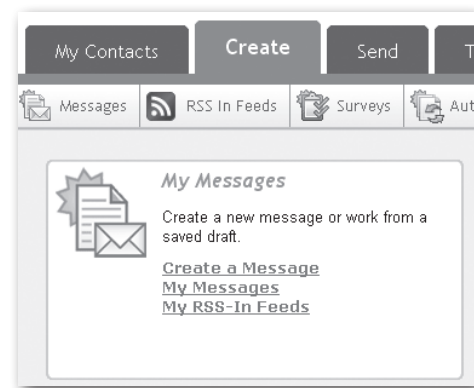 My Contacts Create Send T
Messages RSS In Feeds Surveys Aut
My Messages
Create a new message or work from a
saved draft.
Create a Message
My Messages
My RSS-In Feeds